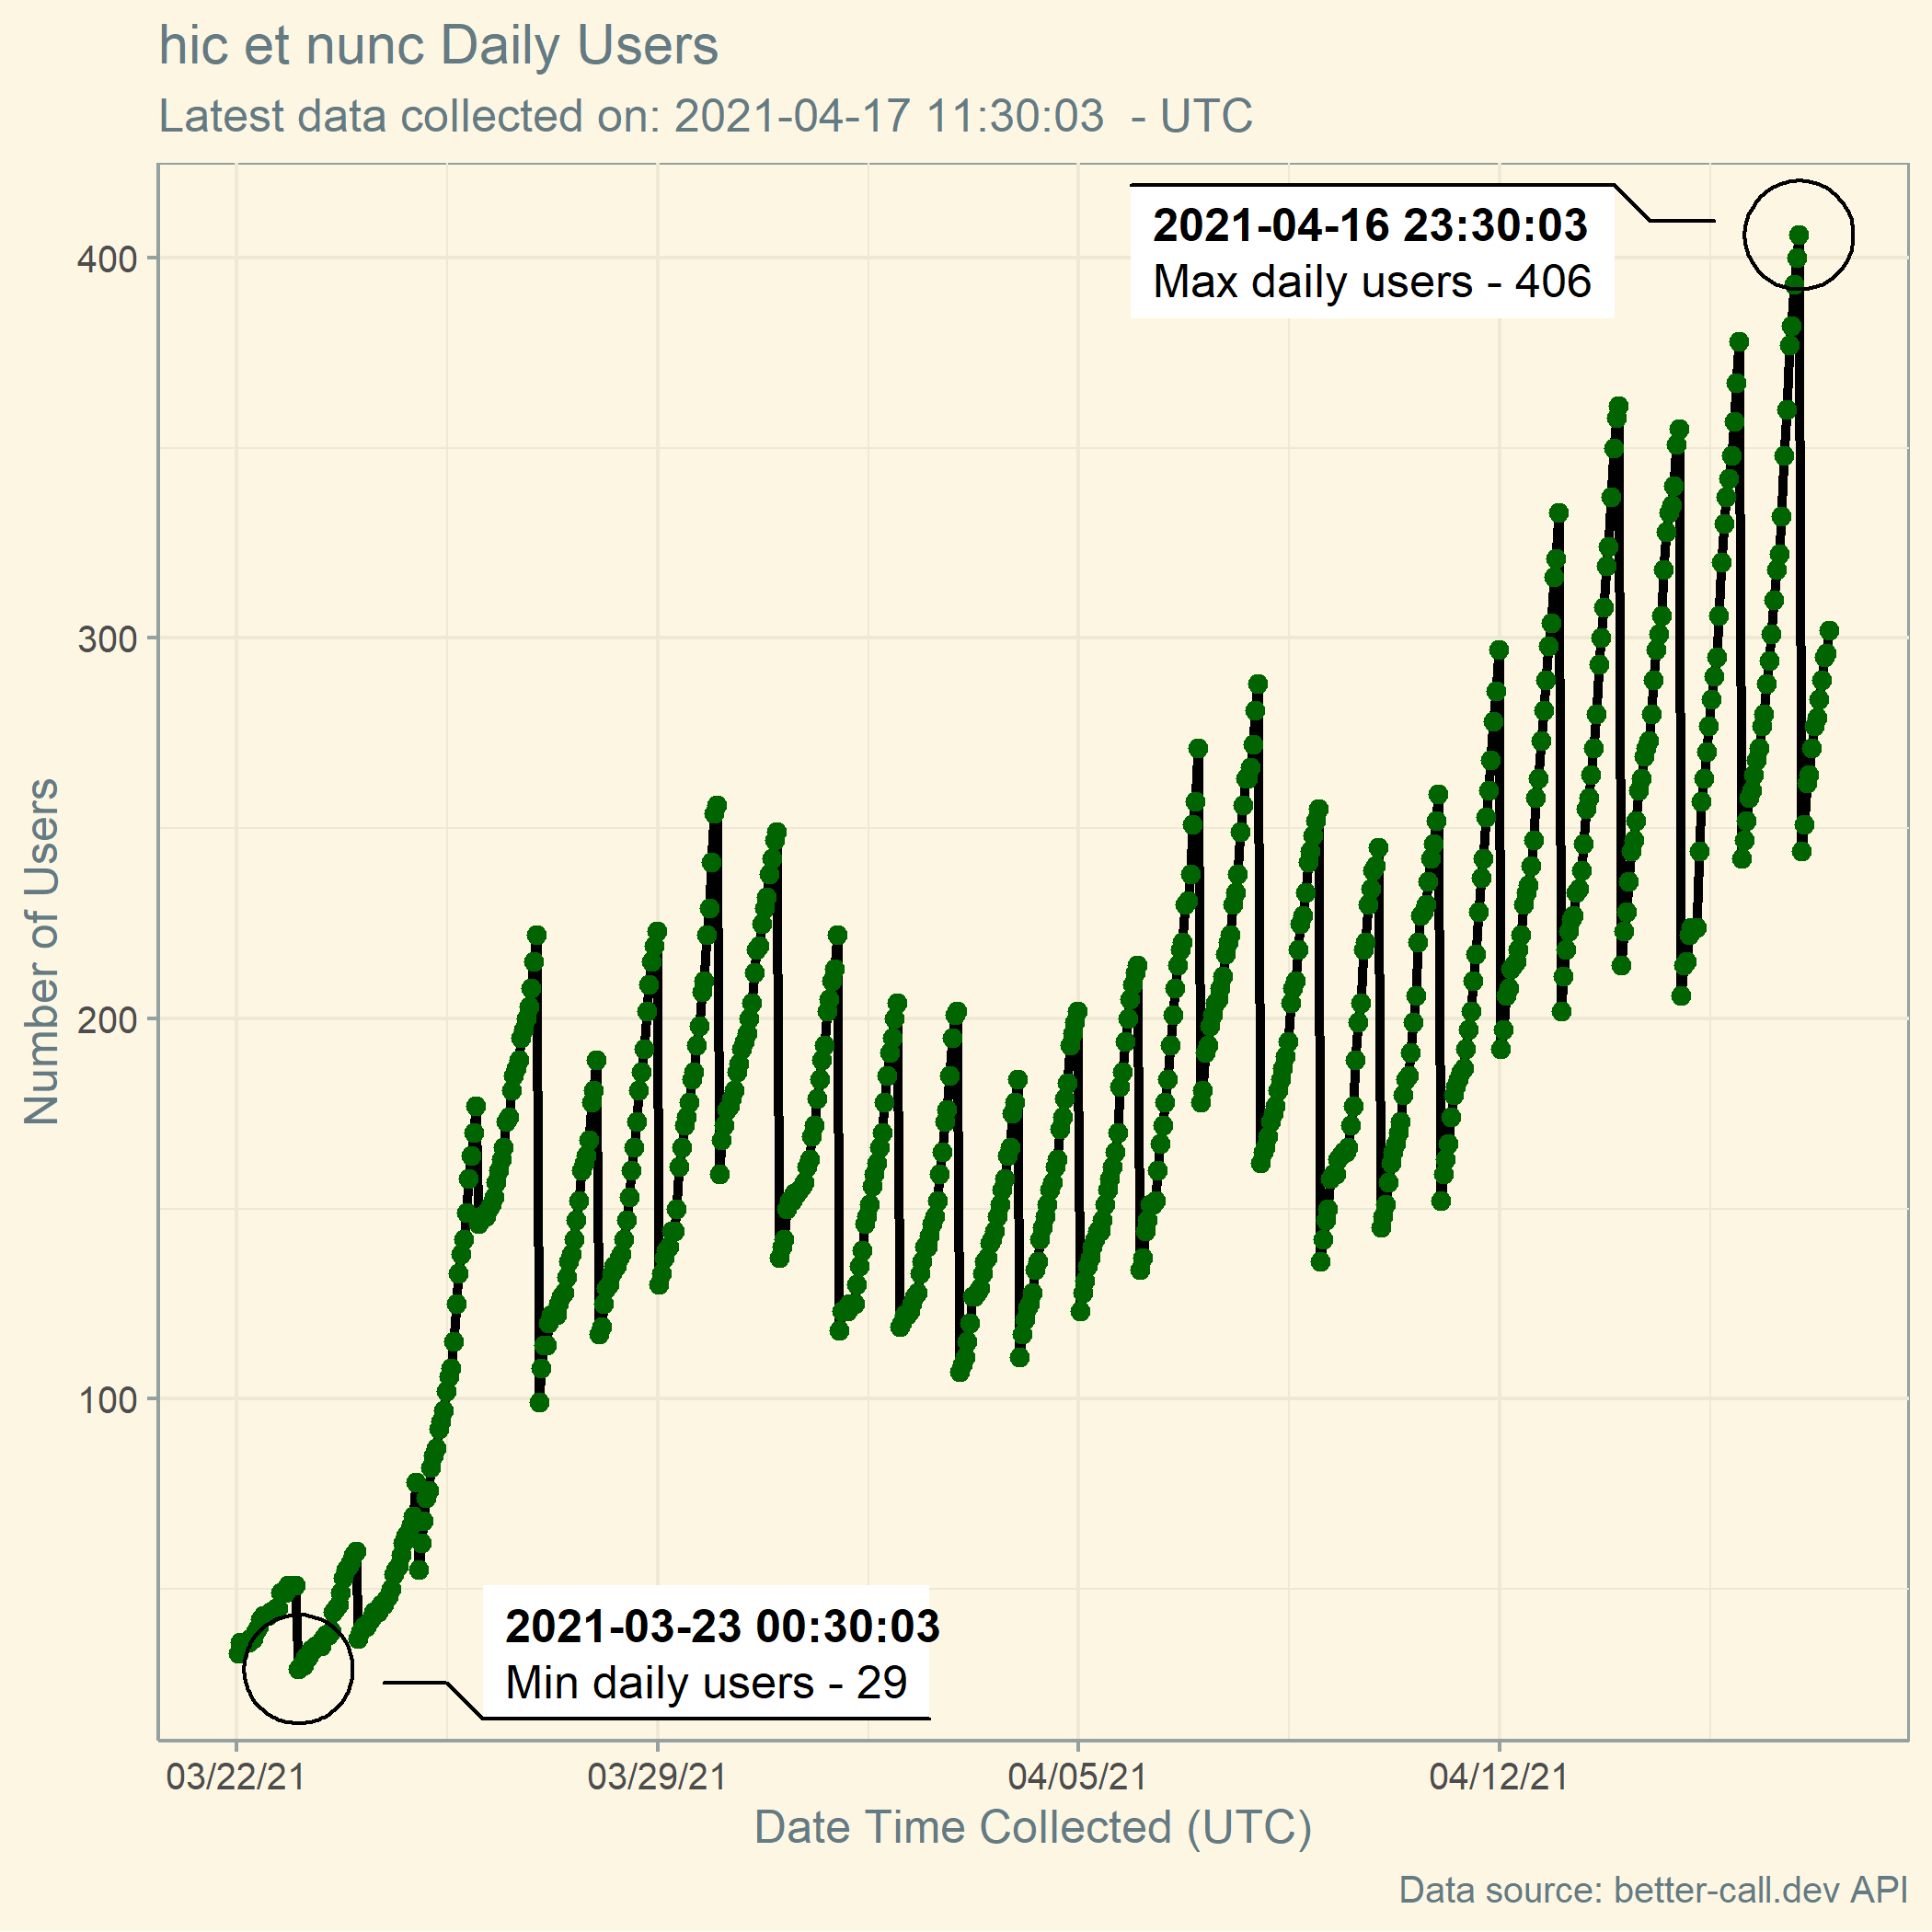 hic et nunc Daily Users
Latest data collected on: 2021-04-17 11:30:03  - UTC
2021-04-16 23:30:03
Max daily users - 406
400
300
200
100
Number of Users
2021-03-23 00:30:03
Min daily users - 29
03/22/21 03/29/21 04/05/21 04/12/21
Date Time Collected (UTC)
Data source: better-call.dev API